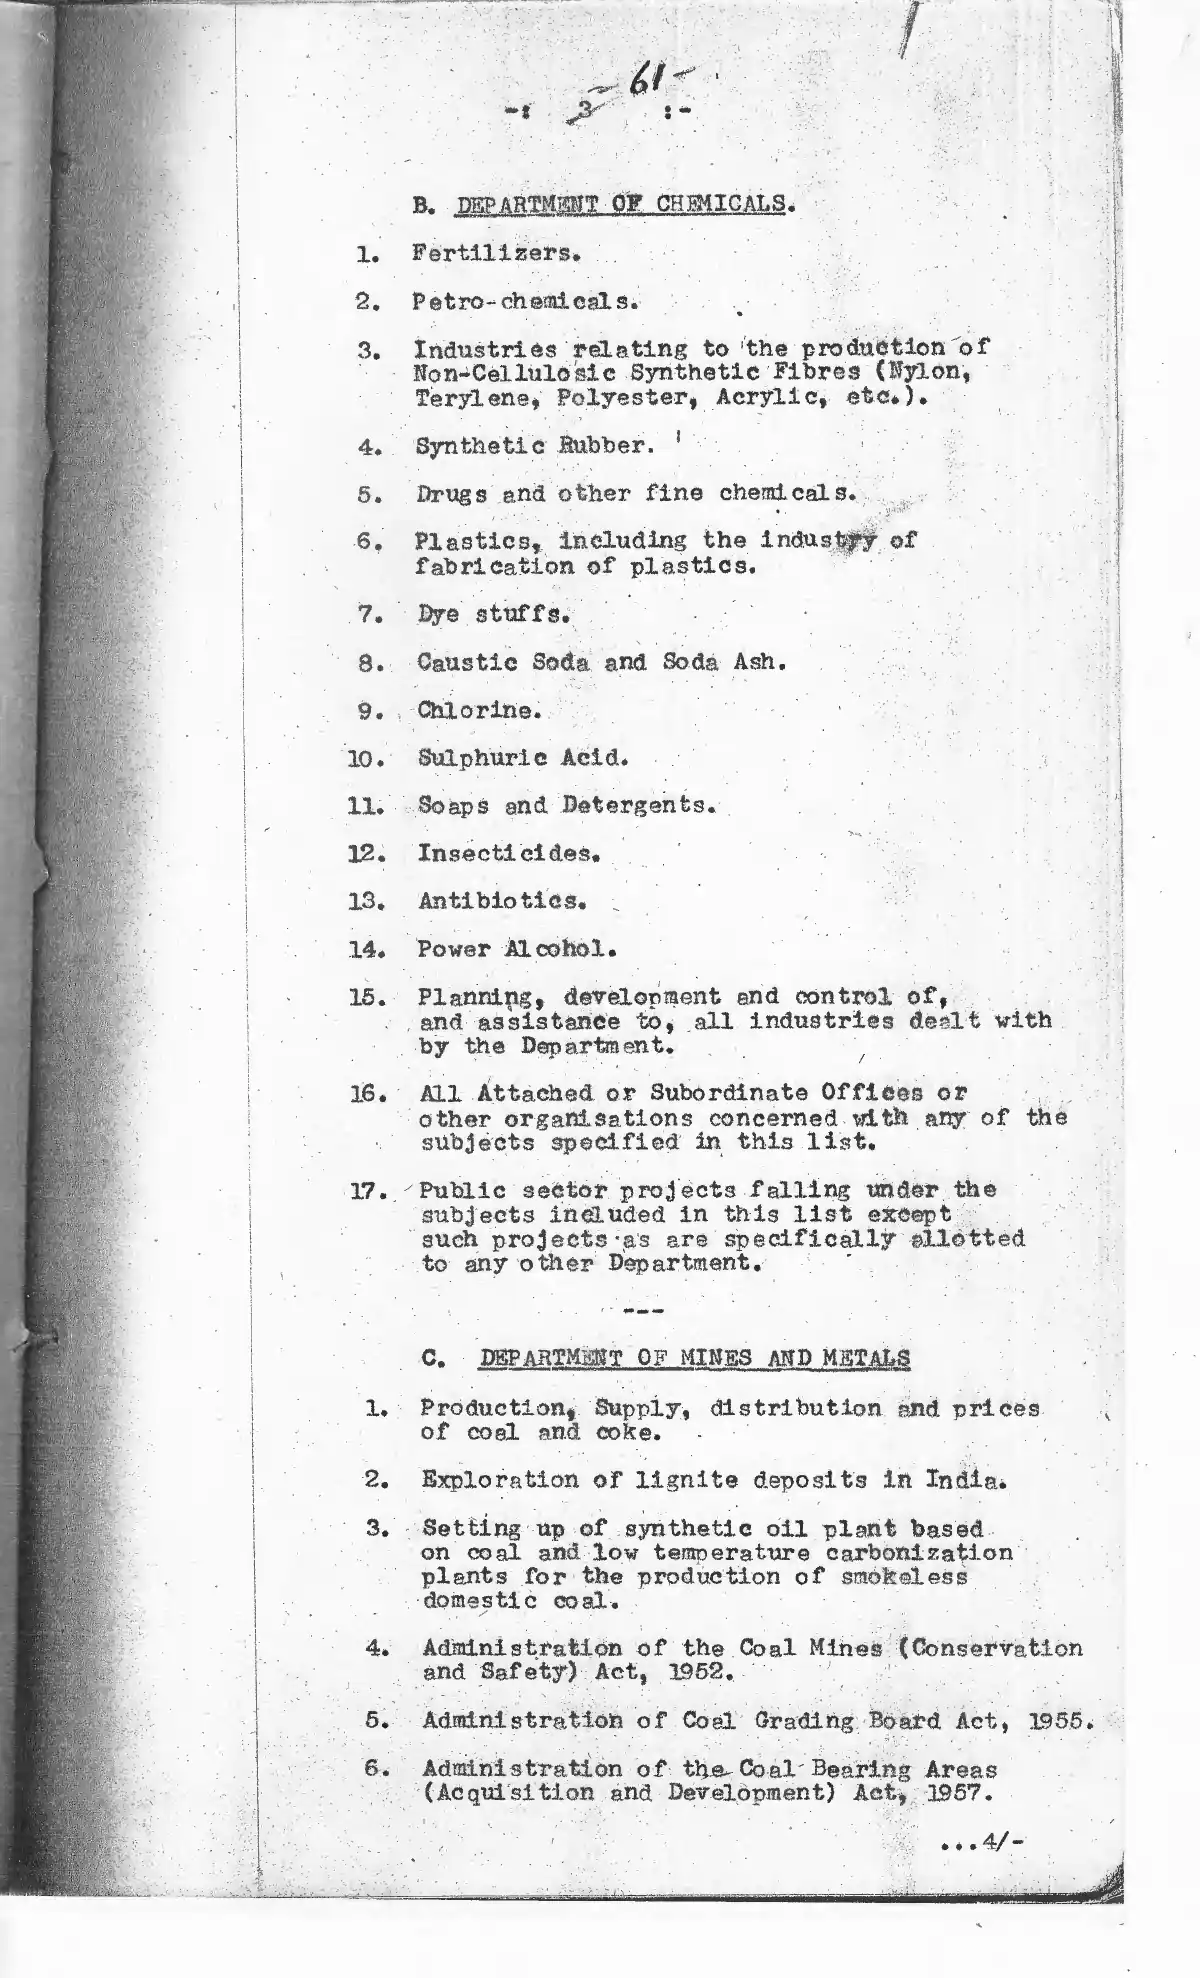 - 61 -
-: 3 :-
B. DEPARTMENT OF CHEMICALS.
1. Fertilizers.
2. Petro-chemicals.
3. Industries relating to the production of
Non-Cellulosic Synthetic Fibres (Nylon,
Terylene, Polyester, Acrylic, etc.).
4. Synthetic Rubber.
5. Drugs and other fine chemicals.
6. Plastics, including the industry of
fabrication of plastics.
7. Dye stuffs.
8. Caustic Soda and Soda Ash.
9. Chlorine.
10. Sulphuric Acid.
11. Soaps and Detergents.
12. Insecticides.
13. Antibiotics.
14. Power Alcohol.
15. Planning, development and control of,
and assistance to, all industries dealt with
by the Department.
16. All Attached or Subordinate Offices or
other organisations concerned with any of the
subjects specified in this list.
17. Public sector projects falling under the
subjects included in this list except
such projects as are specifically allotted
to any other Department.
---
C. DEPARTMENT OF MINES AND METALS
1. Production, Supply, distribution and prices
of coal and coke.
2. Exploration of lignite deposits in India.
3. Setting up of synthetic oil plant based
on coal and low temperature carbonization
plants for the production of smokeless
domestic coal.
4. Administration of the Coal Mines (Conservation
and Safety) Act, 1952.
5. Administration of Coal Grading Board Act, 1955.
6. Administration of the Coal Bearing Areas
(Acquisition and Development) Act, 1957.
...4/-